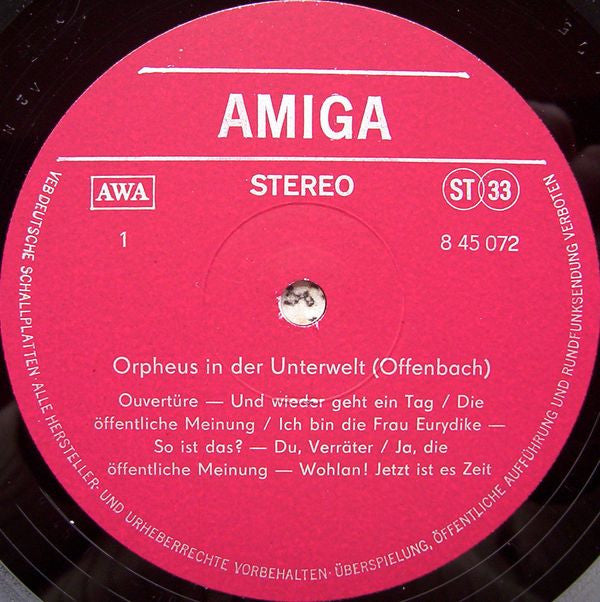 AMIGA
AWA
STEREO
ST 33
1
8 45 072
Orpheus in der Unterwelt (Offenbach)
Ouvertüre — Und wieder geht ein Tag / Die
öffentliche Meinung / Ich bin die Frau Eurydike —
So ist das? — Du, Verräter / Ja, die
öffentliche Meinung — Wohlan! Jetzt ist es Zeit
VEB DEUTSCHE SCHALLPLATTEN · ALLE HERSTELLER- UND URHEBERRECHTE VORBEHALTEN · ÜBERSPIELUNG, ÖFFENTLICHE AUFFÜHRUNG UND RUNDFUNKSENDUNG VERBOTEN